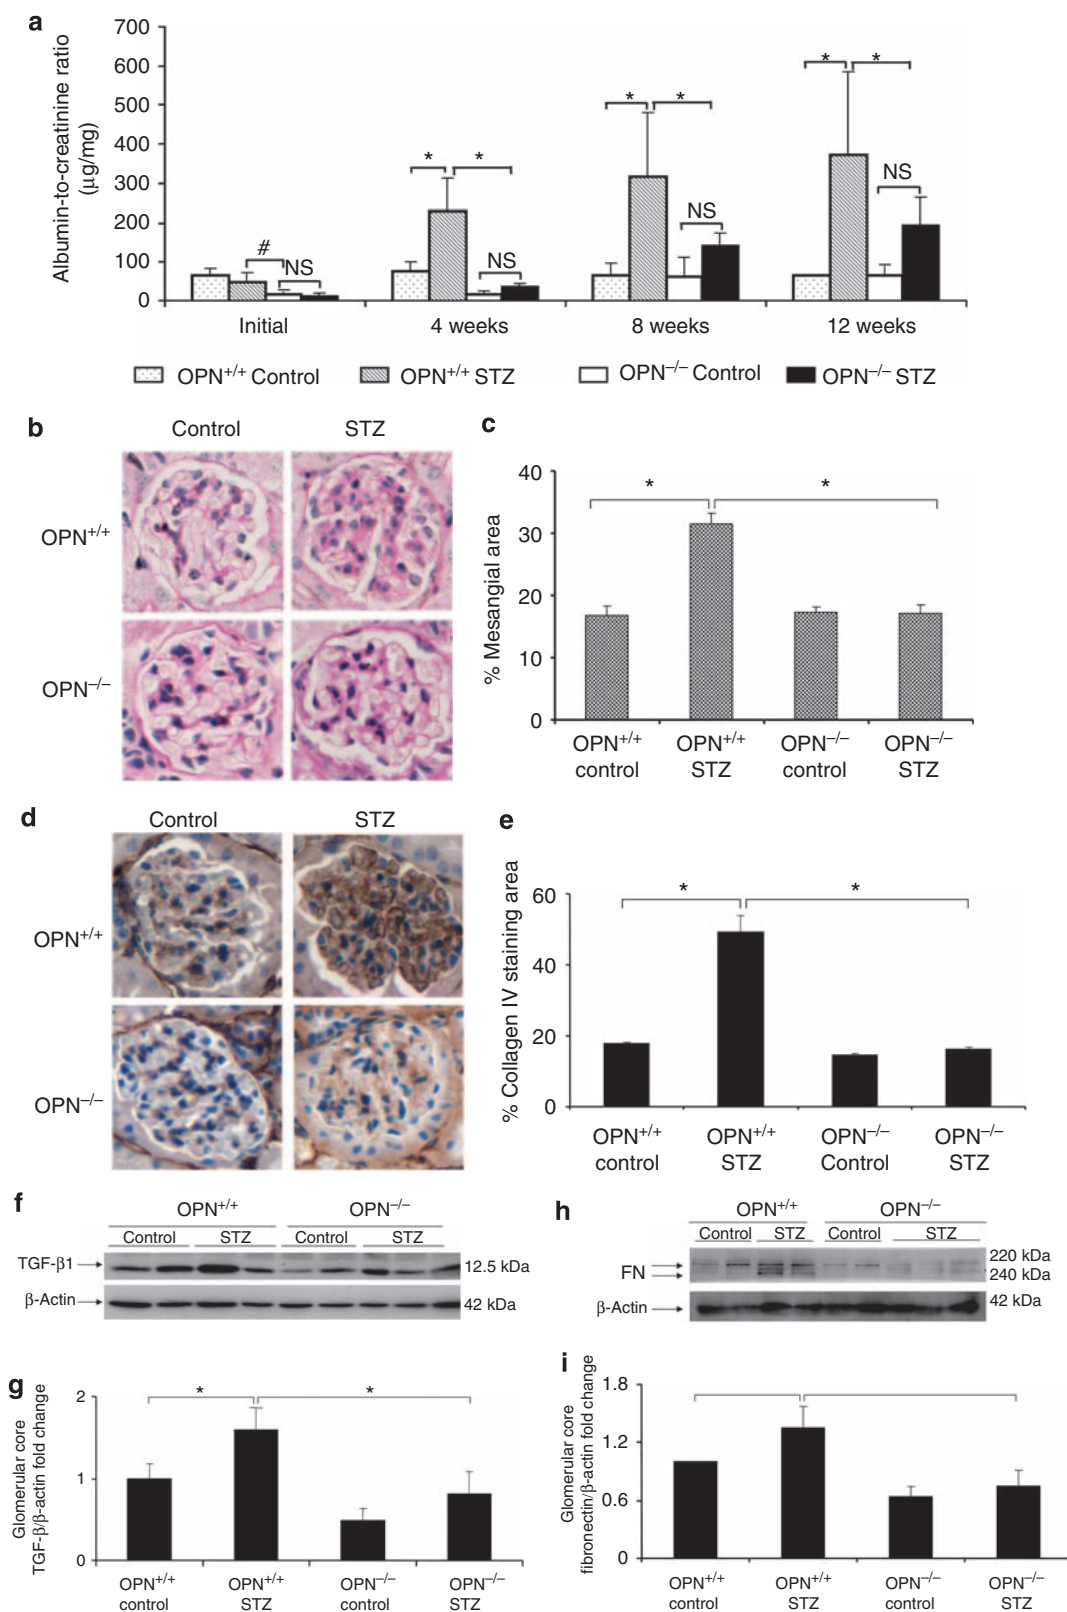 a
Albumin-to-creatinine ratio
(μg/mg)
700
600
500
400
300
200
100
0
* * * * * *
# NS NS NS NS
Initial 4 weeks 8 weeks 12 weeks
OPN+/+ Control OPN+/+ STZ OPN–/– Control OPN–/– STZ
b
Control STZ
OPN+/+
OPN–/–
c
% Mesangial area
40
30
20
10
0
* *
OPN+/+ OPN+/+ OPN–/– OPN–/–
control STZ control STZ
d
Control STZ
OPN+/+
OPN–/–
e
% Collagen IV staining area
60
40
20
0
* *
OPN+/+ OPN+/+ OPN–/– OPN–/–
control STZ Control STZ
f
OPN+/+ OPN–/–
Control STZ Control STZ
TGF-β1 12.5 kDa
β-Actin 42 kDa
h
OPN+/+ OPN–/–
Control STZ Control STZ
FN
220 kDa
240 kDa
β-Actin 42 kDa
g
Glomerular core
TGF-β/β-actin fold change
2
1
0
* *
OPN+/+ OPN+/+ OPN–/– OPN–/–
control STZ control STZ
i
Glomerular core
fibronectin/β-actin fold change
1.8
1.2
0.6
0
OPN+/+ OPN+/+ OPN–/– OPN–/–
control STZ control STZ